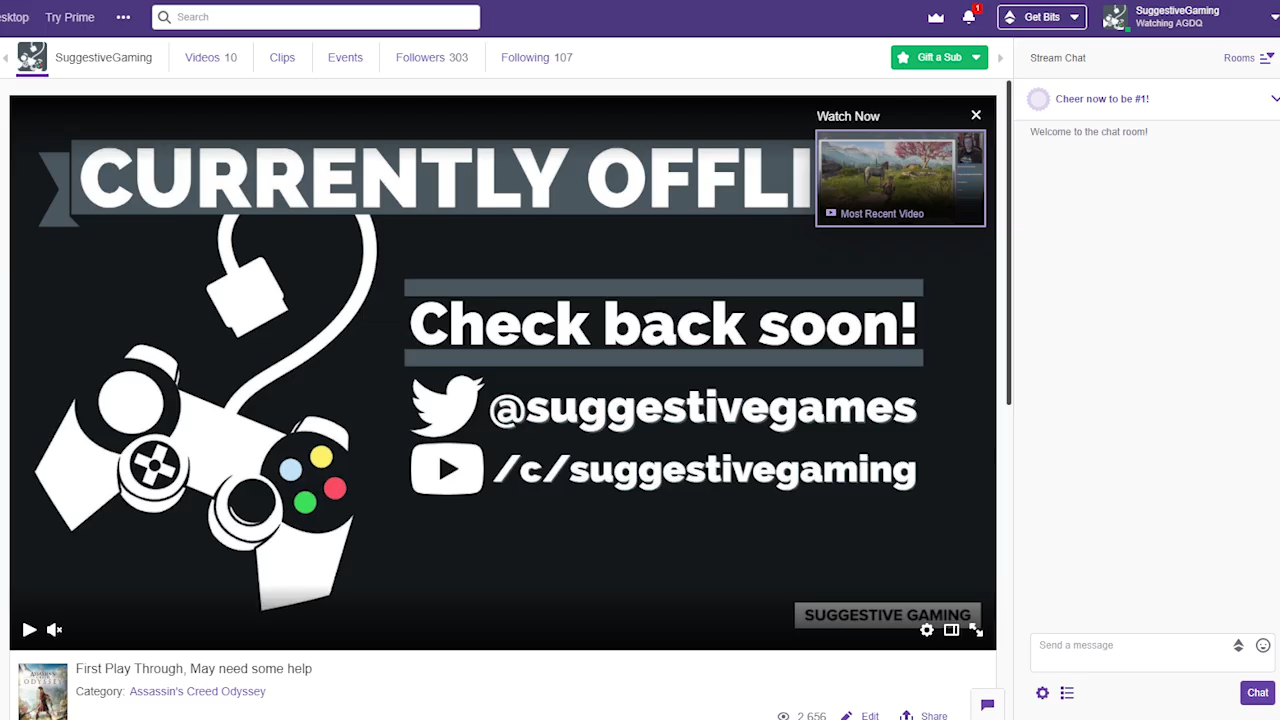 esktop
Try Prime
Search
1
Get Bits
SuggestiveGaming
Watching AGDQ
SuggestiveGaming
Videos 10
Clips
Events
Followers 303
Following 107
Gift a Sub
Stream Chat
Rooms
Cheer now to be #1!
Welcome to the chat room!
Watch Now
CURRENTLY OFFLI
Most Recent Video
Check back soon!
@suggestivegames
/c/suggestivegaming
SUGGESTIVE GAMING
First Play Through, May need some help
Category: Assassin's Creed Odyssey
ODYSSEY
2,656
Edit
Share
Send a message
Chat